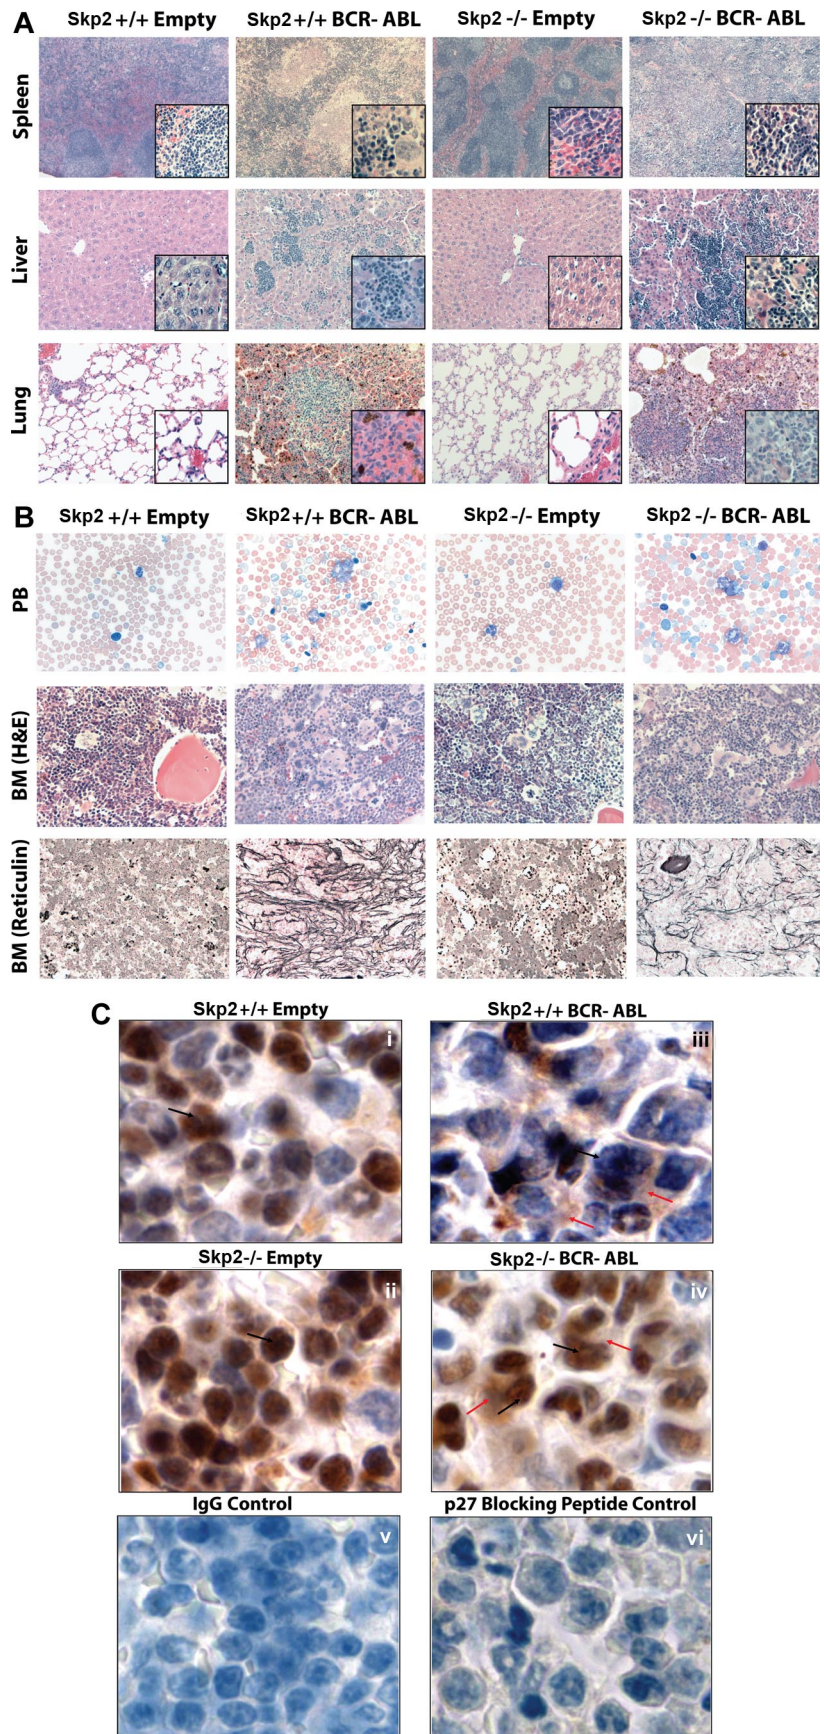 A
Skp2 +/+ Empty
Skp2 +/+ BCR- ABL
Skp2 -/- Empty
Skp2 -/- BCR- ABL
Spleen
Liver
Lung
B
Skp2 +/+ Empty
Skp2 +/+ BCR- ABL
Skp2 -/- Empty
Skp2 -/- BCR- ABL
PB
BM (H&E)
BM (Reticulin)
C
Skp2+/+ Empty
Skp2+/+ BCR- ABL
i
iii
Skp2-/- Empty
Skp2-/- BCR- ABL
ii
iv
IgG Control
p27 Blocking Peptide Control
v
vi